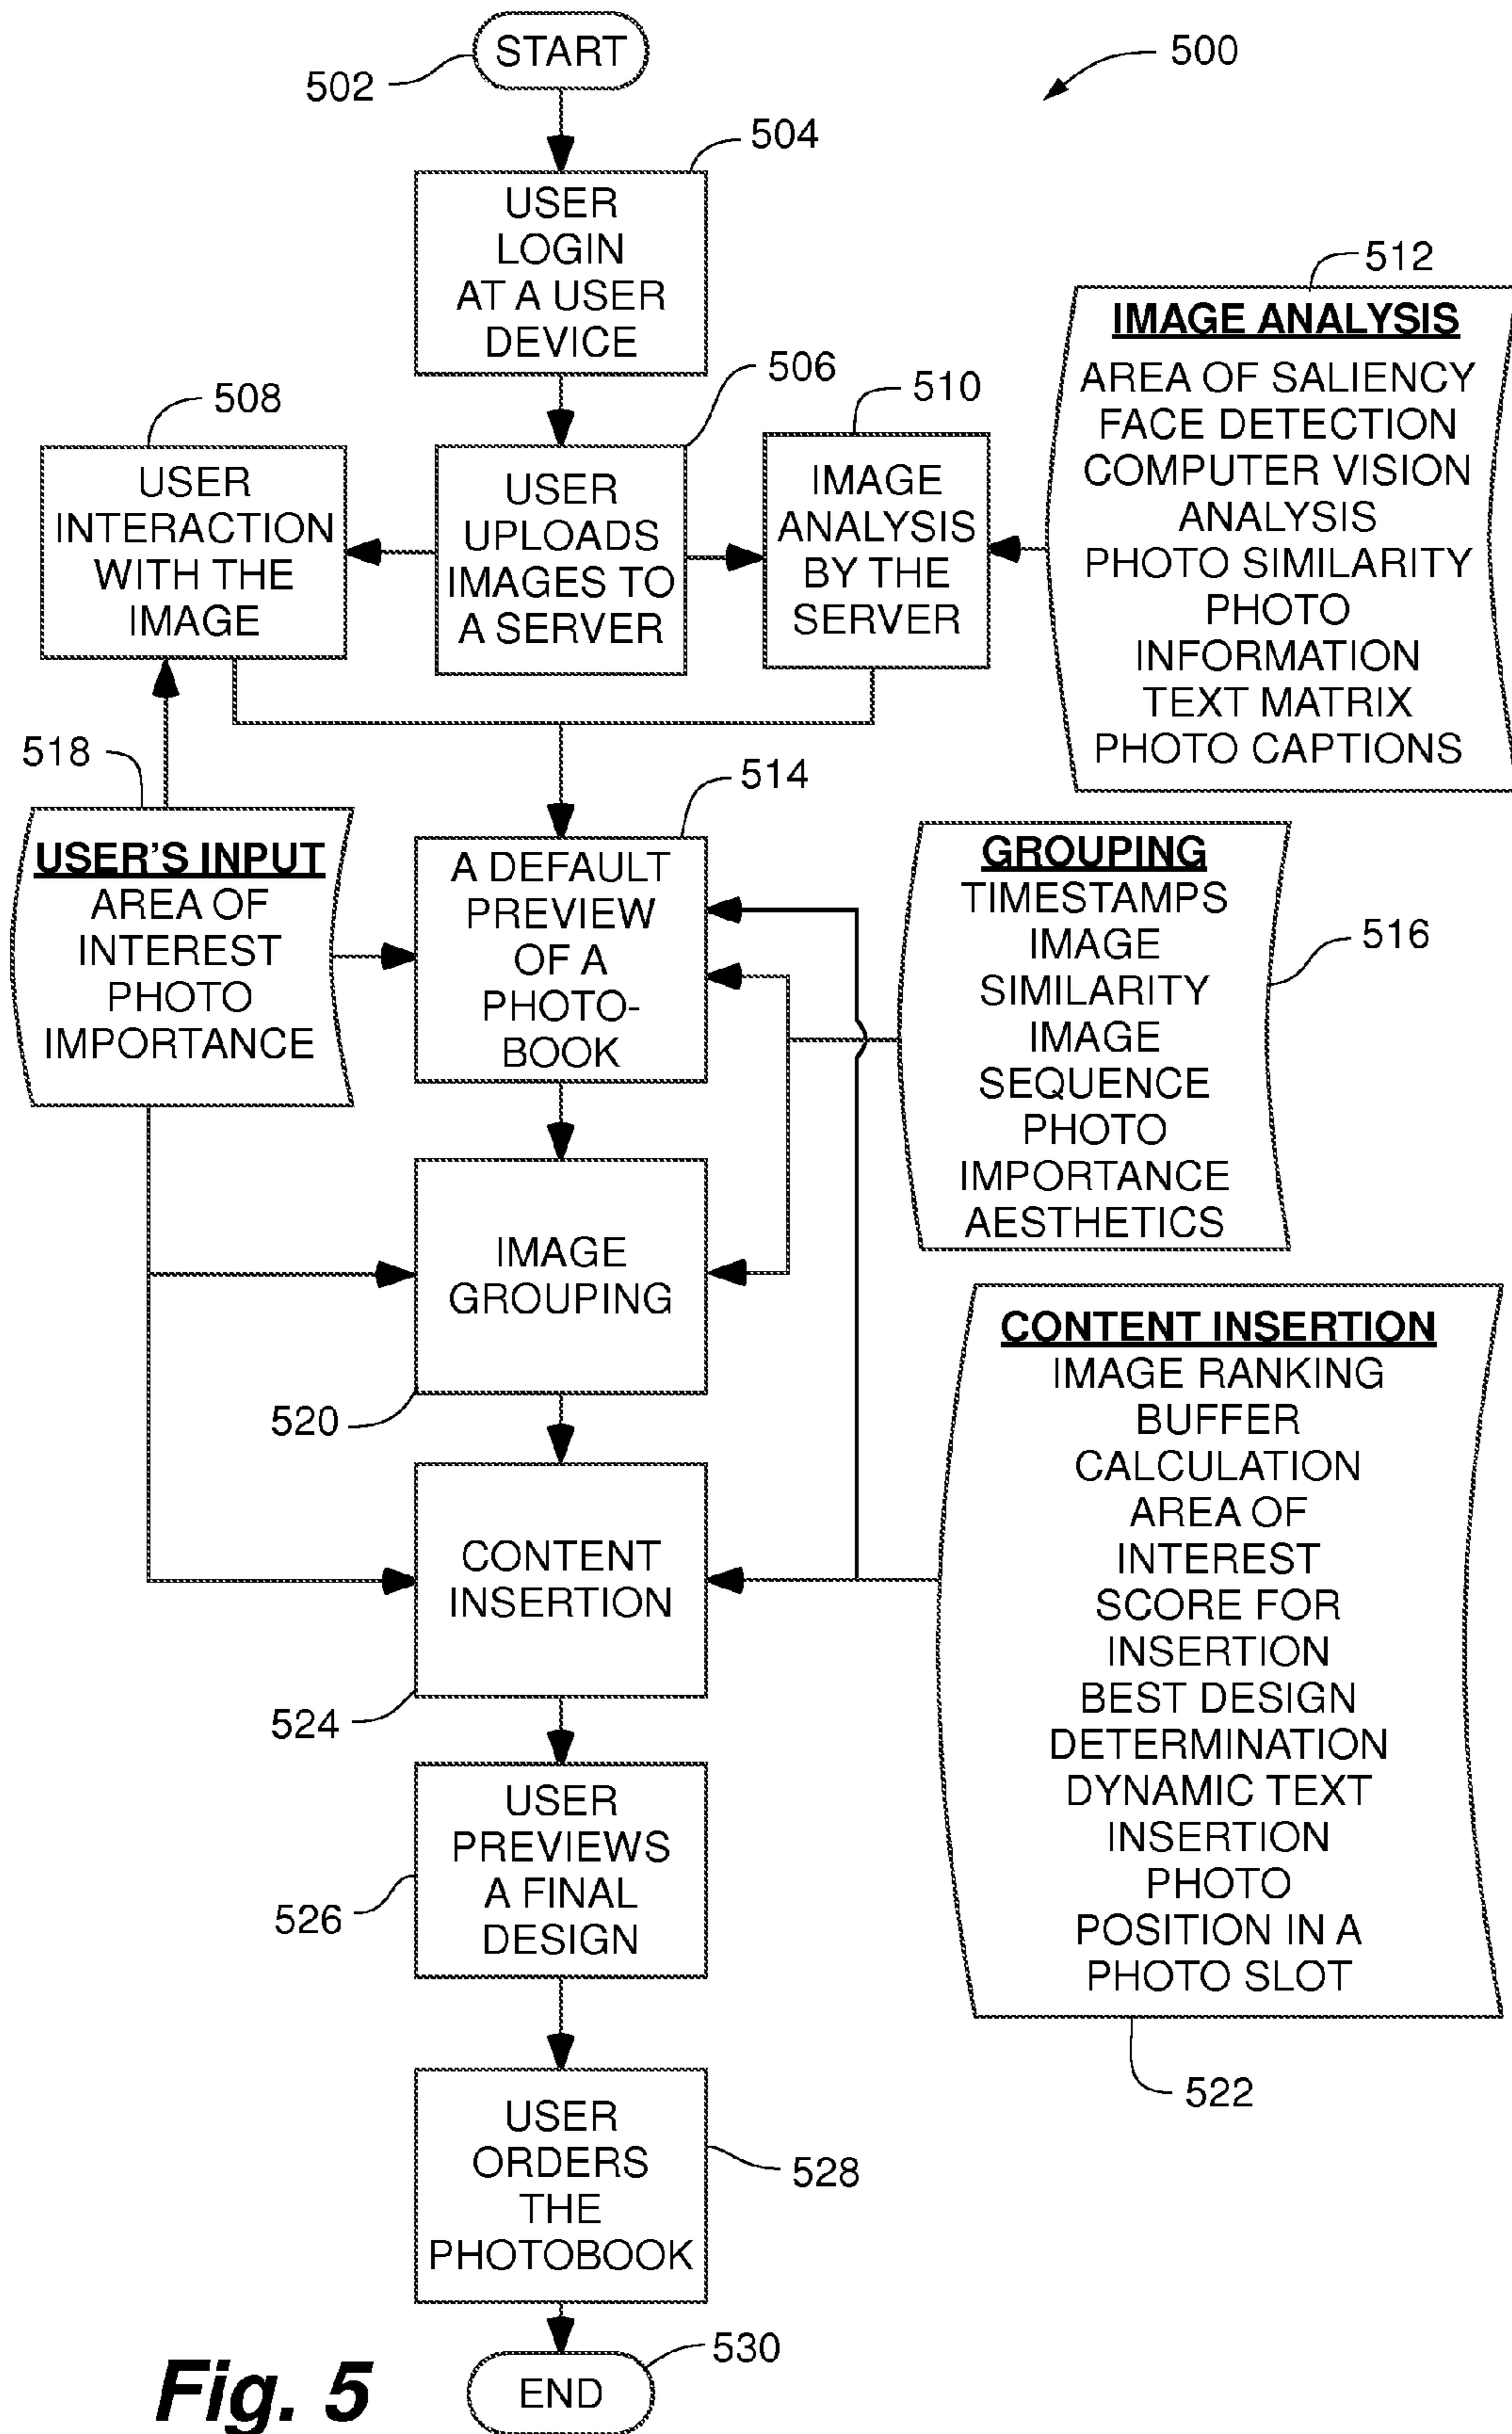 START
502
500
504
USER
LOGIN
AT A USER
DEVICE
512
IMAGE ANALYSIS
AREA OF SALIENCY
FACE DETECTION
COMPUTER VISION
ANALYSIS
PHOTO SIMILARITY
PHOTO
INFORMATION
TEXT MATRIX
PHOTO CAPTIONS
508
USER
INTERACTION
WITH THE
IMAGE
506
USER
UPLOADS
IMAGES TO
A SERVER
510
IMAGE
ANALYSIS
BY THE
SERVER
518
USER'S INPUT
AREA OF
INTEREST
PHOTO
IMPORTANCE
514
A DEFAULT
PREVIEW
OF A
PHOTO-
BOOK
GROUPING
TIMESTAMPS
IMAGE
SIMILARITY
IMAGE
SEQUENCE
PHOTO
IMPORTANCE
AESTHETICS
516
IMAGE
GROUPING
520
CONTENT INSERTION
IMAGE RANKING
BUFFER
CALCULATION
AREA OF
INTEREST
SCORE FOR
INSERTION
BEST DESIGN
DETERMINATION
DYNAMIC TEXT
INSERTION
PHOTO
POSITION IN A
PHOTO SLOT
522
CONTENT
INSERTION
524
USER
PREVIEWS
A FINAL
DESIGN
526
USER
ORDERS
THE
PHOTOBOOK
528
530
END
Fig. 5